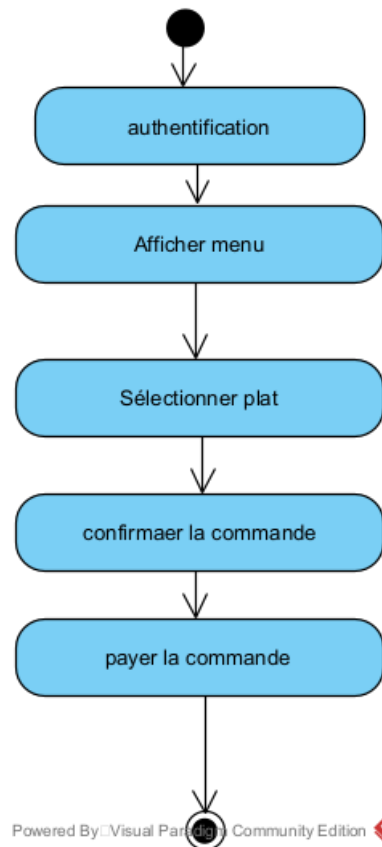 authentification
Afficher menu
Sélectionner plat
confirmaer la commande
payer la commande
Powered By Visual Paradigm Community Edition